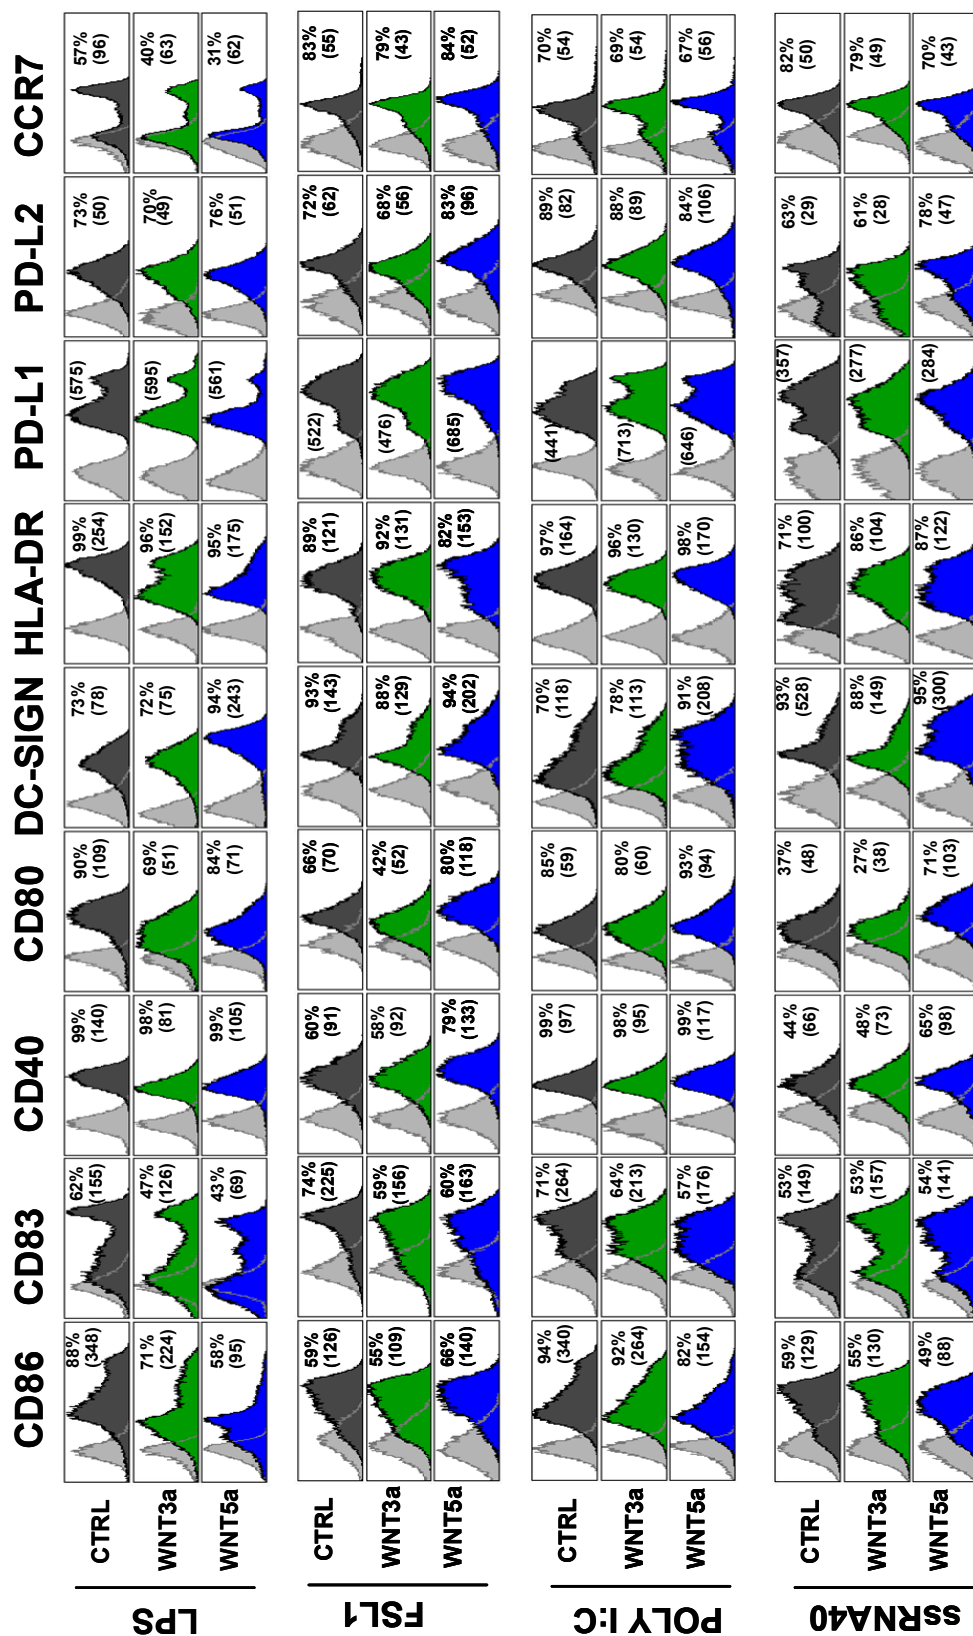 CD86 CD83 CD40 CD80 DC-SIGN HLA-DR PD-L1 PD-L2 CCR7
LPS
CTRL
88% 62% 99% 90% 73% 99% 73% 57%
(348) (155) (140) (109) (78) (254) (575) (50) (96)
WNT3a
71% 47% 98% 69% 72% 96% 70% 40%
(224) (126) (81) (51) (75) (152) (595) (49) (63)
WNT5a
58% 43% 99% 84% 94% 95% 76% 31%
(95) (69) (105) (71) (243) (175) (561) (51) (62)
FSL1
CTRL
59% 74% 60% 66% 93% 89% 72% 83%
(126) (225) (91) (70) (143) (121) (522) (62) (55)
WNT3a
55% 59% 58% 42% 88% 92% 68% 79%
(109) (156) (92) (52) (129) (131) (476) (56) (43)
WNT5a
66% 60% 79% 80% 94% 82% 83% 84%
(140) (163) (133) (118) (202) (153) (685) (96) (52)
POLY I:C
CTRL
94% 71% 99% 85% 70% 97% 89% 70%
(340) (264) (97) (59) (118) (164) (441) (82) (54)
WNT3a
92% 64% 98% 80% 78% 96% 88% 69%
(264) (213) (95) (60) (113) (130) (713) (89) (54)
WNT5a
82% 57% 99% 93% 91% 98% 84% 67%
(154) (176) (117) (94) (208) (170) (646) (106) (56)
ssRNA40
CTRL
59% 53% 44% 37% 93% 71% 63% 82%
(129) (149) (66) (48) (528) (100) (357) (29) (50)
WNT3a
55% 53% 48% 27% 88% 86% 61% 79%
(130) (157) (73) (38) (149) (104) (277) (28) (49)
WNT5a
49% 54% 65% 71% 95% 87% 78% 70%
(88) (141) (98) (103) (300) (122) (284) (47) (43)